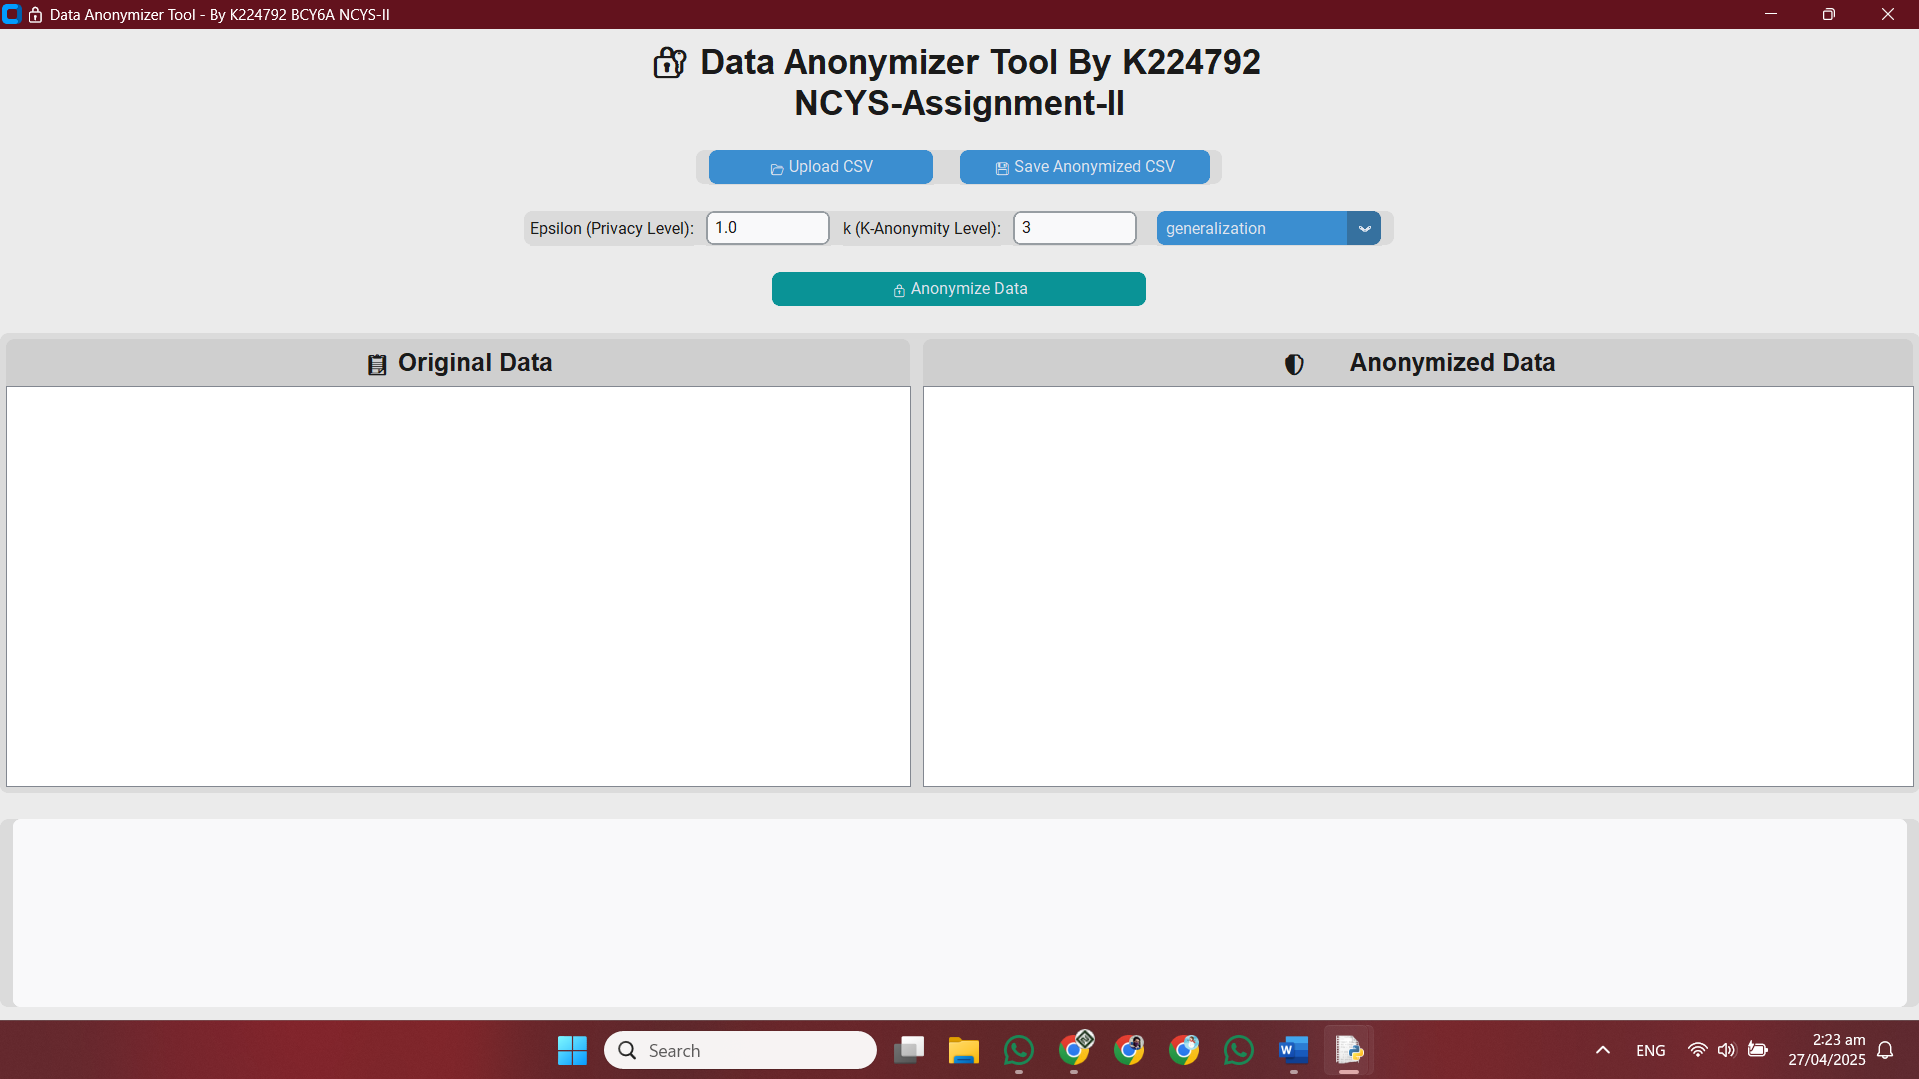 Data Anonymizer Tool - By K224792 BCY6A NCYS-II
Data Anonymizer Tool By K224792
NCYS-Assignment-II
Upload CSV
Save Anonymized CSV
Epsilon (Privacy Level):
1.0
k (K-Anonymity Level):
3
generalization
Anonymize Data
Original Data
Anonymized Data
Search
W
ENG
2:23 am
27/04/2025